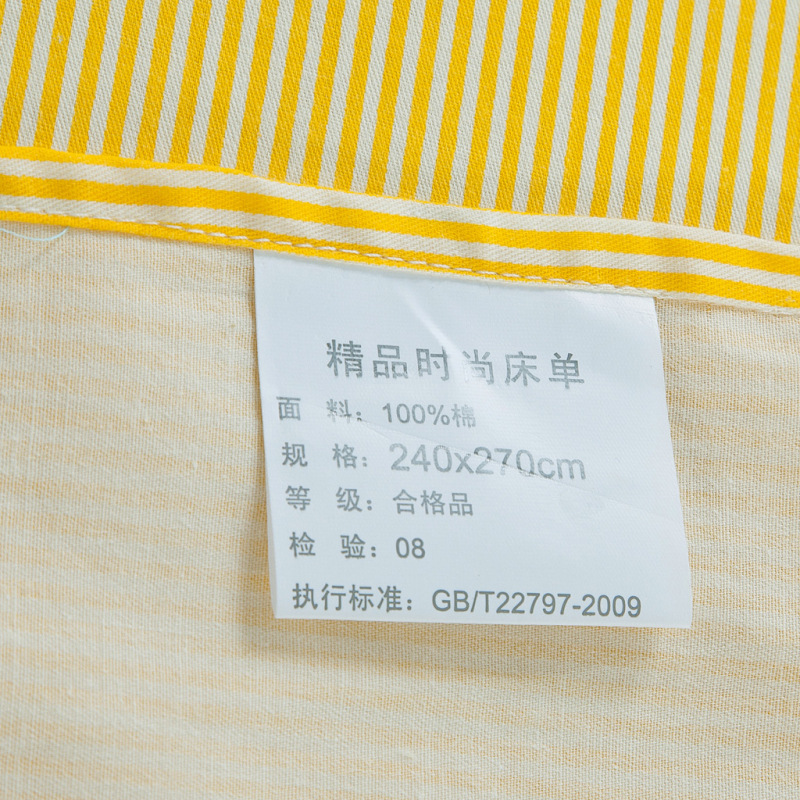 精品时尚床单
面 料：100%棉
规 格：240x270cm
等 级：合格品
检 验：08
执行标准：GB/T22797-2009